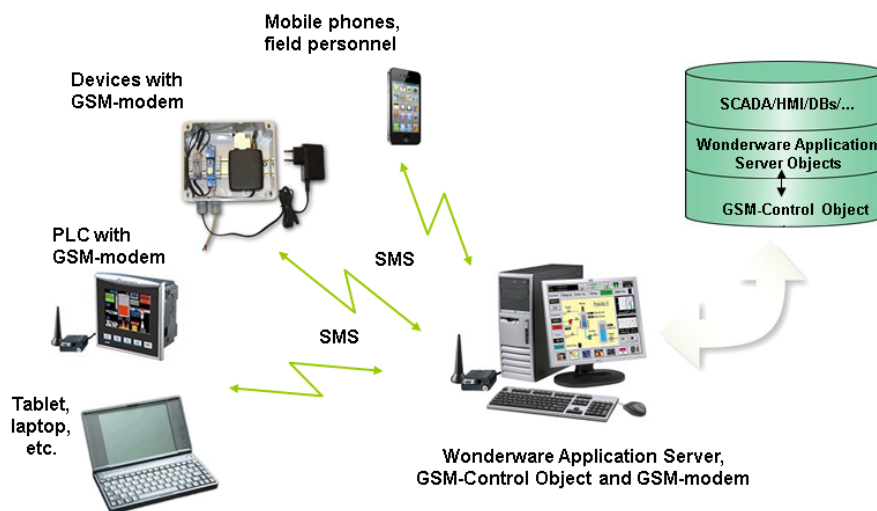 Mobile phones,
field personnel
Devices with
GSM-modem
SCADA/HMI/DBs/...
Wonderware Application
Server Objects
GSM-Control Object
PLC with
GSM-modem
SMS
SMS
Tablet,
laptop,
etc.
Wonderware Application Server,
GSM-Control Object and GSM-modem